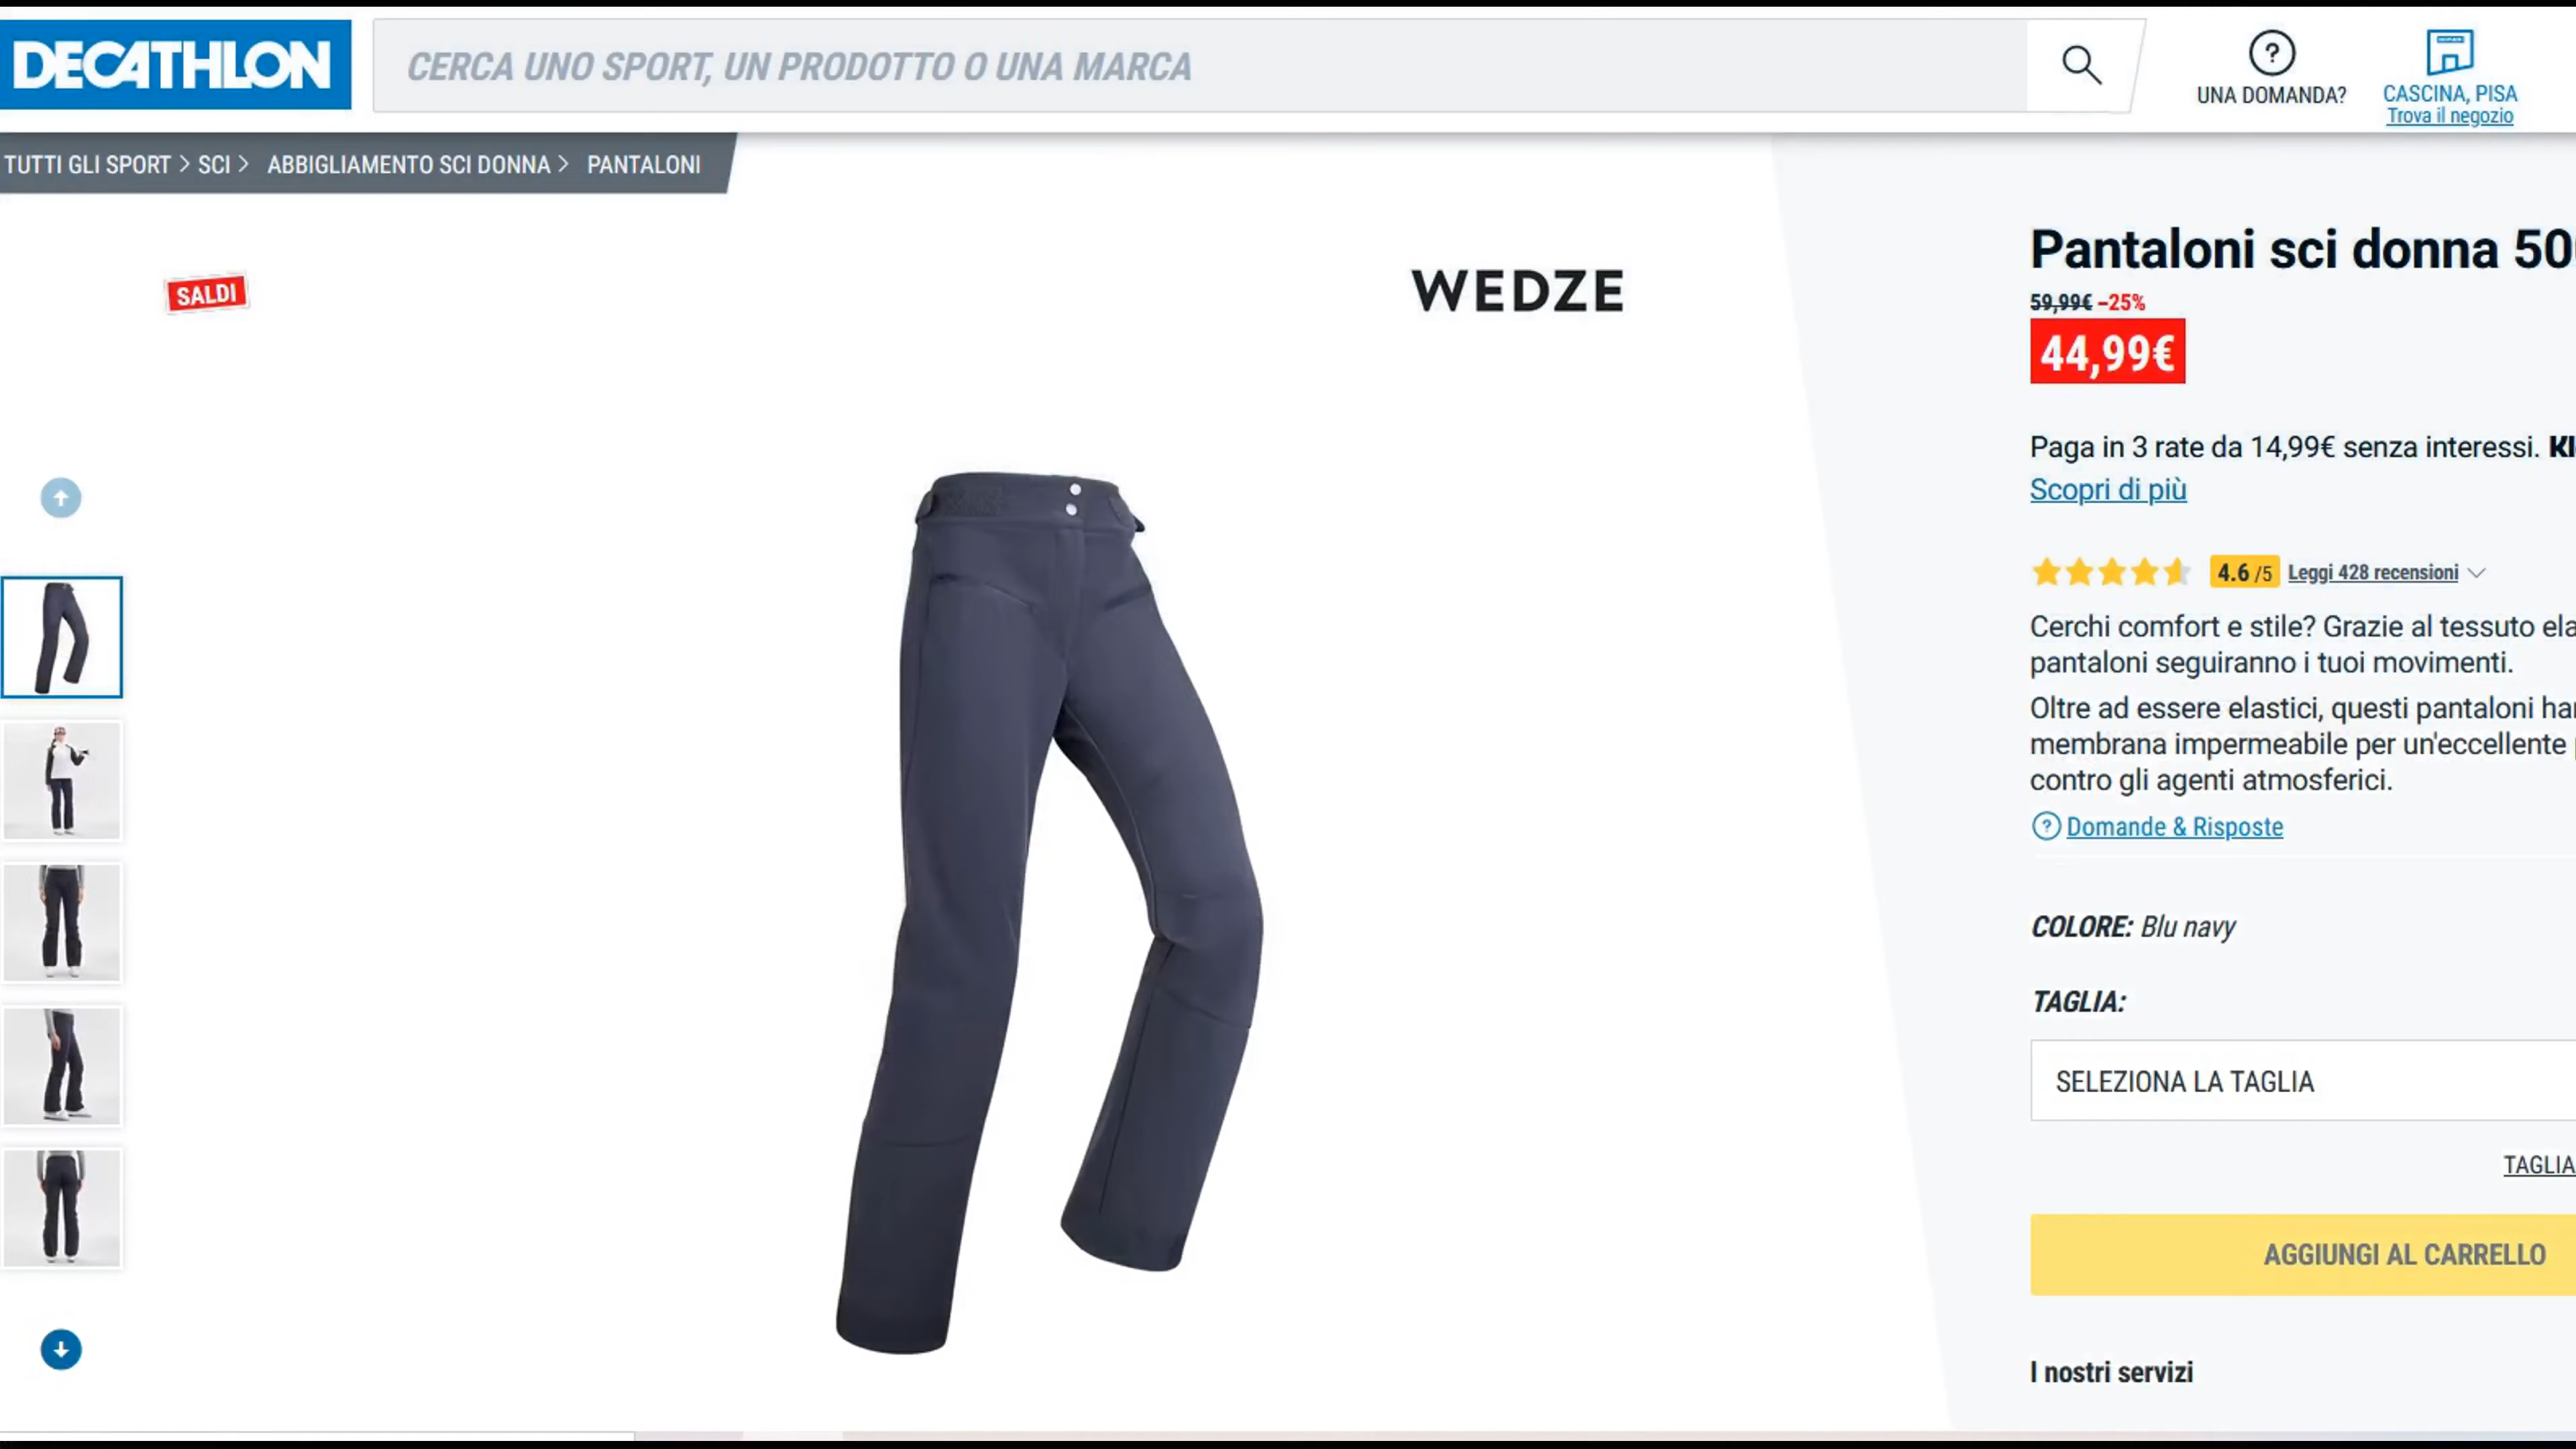 DECATHLON
CERCA UNO SPORT, UN PRODOTTO O UNA MARCA
UNA DOMANDA?
CASCINA, PISA
Trova il negozio
TUTTI GLI SPORT > SCI > ABBIGLIAMENTO SCI DONNA > PANTALONI
SALDI
WEDZE
Pantaloni sci donna
59,99€ -25%
44,99€
Paga in 3 rate da 14,99€ senza interessi.
Scopri di più
4.6 /5 Leggi 428 recensioni
Cerchi comfort e stile? Grazie al tessuto
pantaloni seguiranno i tuoi movimenti.
Oltre ad essere elastici, questi pantaloni
membrana impermeabile per un'eccellente
contro gli agenti atmosferici.
Domande & Risposte
COLORE: Blu navy
TAGLIA:
SELEZIONA LA TAGLIA
TAGLIA
AGGIUNGI AL CARRELLO
I nostri servizi